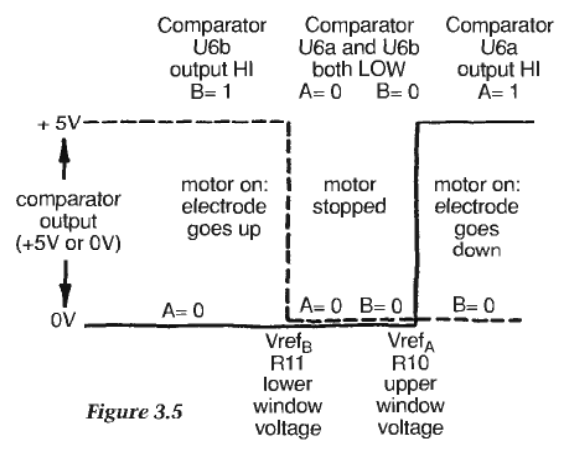 Comparator
U6b
output HI
B= 1
Comparator
U6a and U6b
both LOW
A= 0 B= 0
Comparator
U6a
output HI
A= 1
+ 5V
comparator
output
(+5V or 0V)
0V
motor on:
electrode
goes up
motor
stopped
motor on:
electrode
goes
down
A= 0
A= 0 B= 0
B= 0
VrefB
R11
lower
window
voltage
VrefA
R10
upper
window
voltage
Figure 3.5